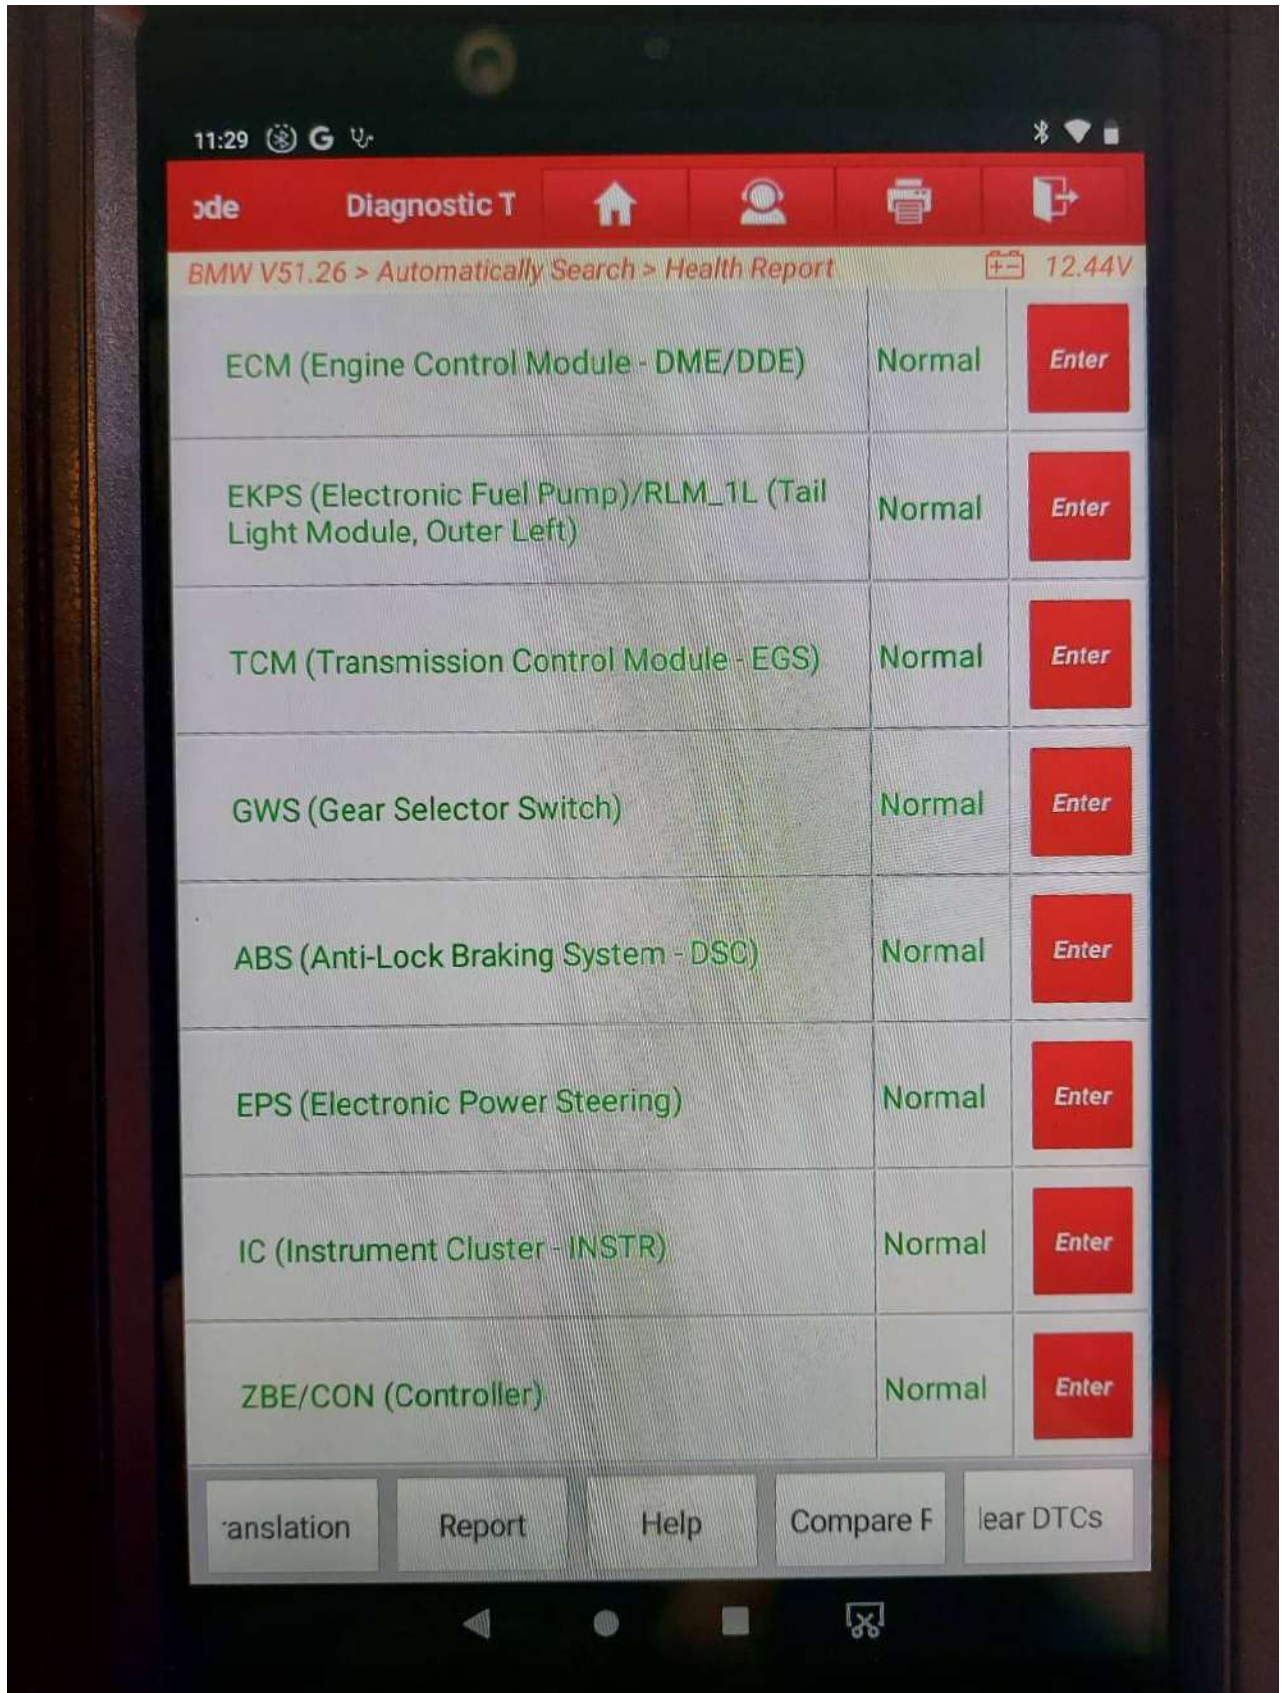 11:29 G
ode Diagnostic T
BMW V51.26 > Automatically Search > Health Report 12.44V
ECM (Engine Control Module - DME/DDE) Normal Enter
EKPS (Electronic Fuel Pump)/RLM_1L (Tail
Light Module, Outer Left) Normal Enter
TCM (Transmission Control Module - EGS) Normal Enter
GWS (Gear Selector Switch) Normal Enter
ABS (Anti-Lock Braking System - DSC) Normal Enter
EPS (Electronic Power Steering) Normal Enter
IC (Instrument Cluster - INSTR) Normal Enter
ZBE/CON (Controller) Normal Enter
anslation Report Help Compare F lear DTCs